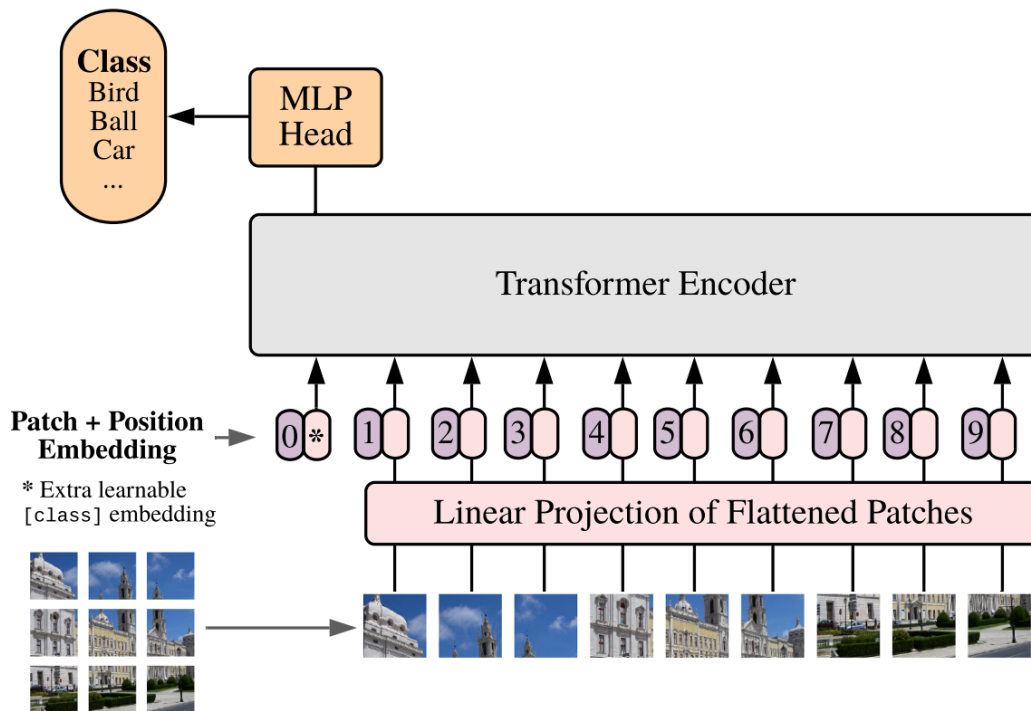 Class
Bird
Ball
Car
...
MLP
Head
Transformer Encoder
Patch + Position
Embedding
0 * 1 2 3 4 5 6 7 8 9
* Extra learnable
[class] embedding
Linear Projection of Flattened Patches